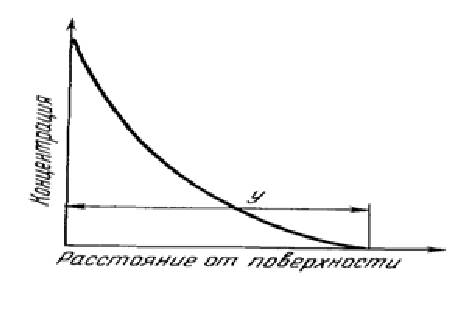 Концентрация
у
Расстояние от поверхности